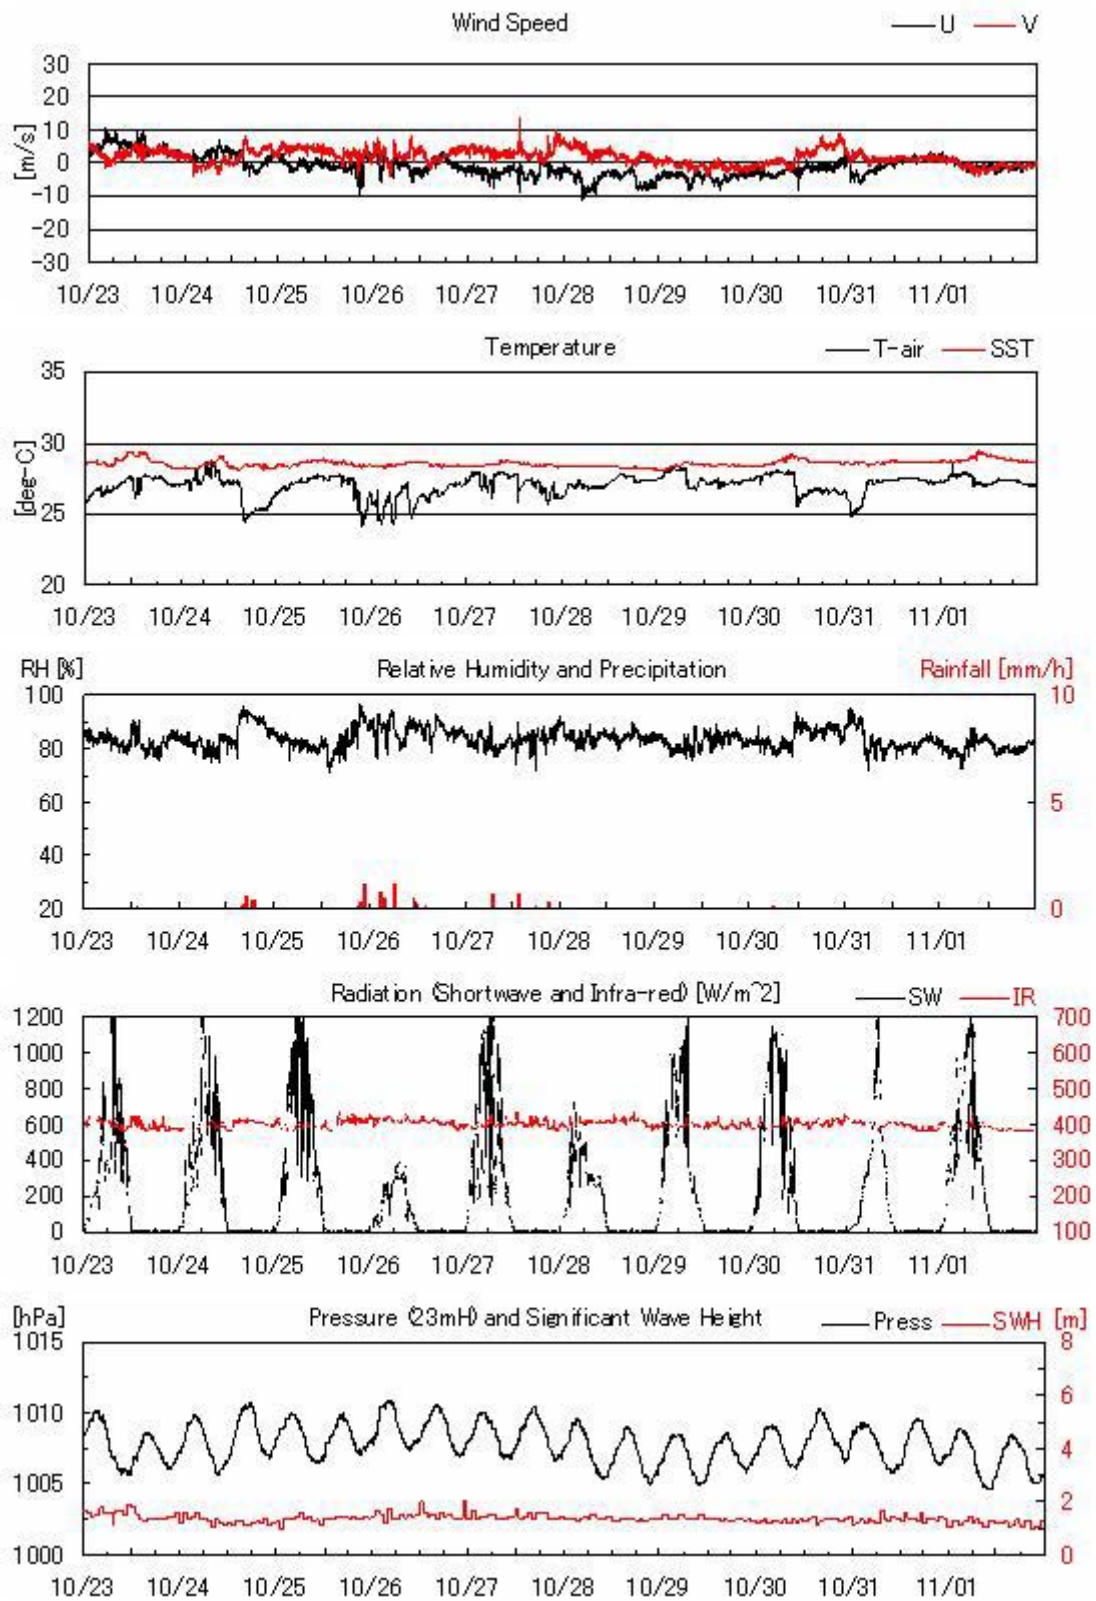 Wind Speed U V
30
20
10
0
-10
-20
-30
[m/s]
10/23 10/24 10/25 10/26 10/27 10/28 10/29 10/30 10/31 11/01
Temperature T-air SST
35
30
25
20
[deg-C]
10/23 10/24 10/25 10/26 10/27 10/28 10/29 10/30 10/31 11/01
RH [%] Relative Humidity and Precipitation Rainfall [mm/h]
100 10
80
60 5
40
20 0
10/23 10/24 10/25 10/26 10/27 10/28 10/29 10/30 10/31 11/01
Radiation (Shortwave and Infra-red) [W/m^2] SW IR
1200 700
1000 600
800 500
600 400
400 300
200 200
0 100
10/23 10/24 10/25 10/26 10/27 10/28 10/29 10/30 10/31 11/01
[hPa] Pressure (23mH) and Significant Wave Height Press SWH [m]
1015 8
1010 6
4
1005 2
1000 0
10/23 10/24 10/25 10/26 10/27 10/28 10/29 10/30 10/31 11/01